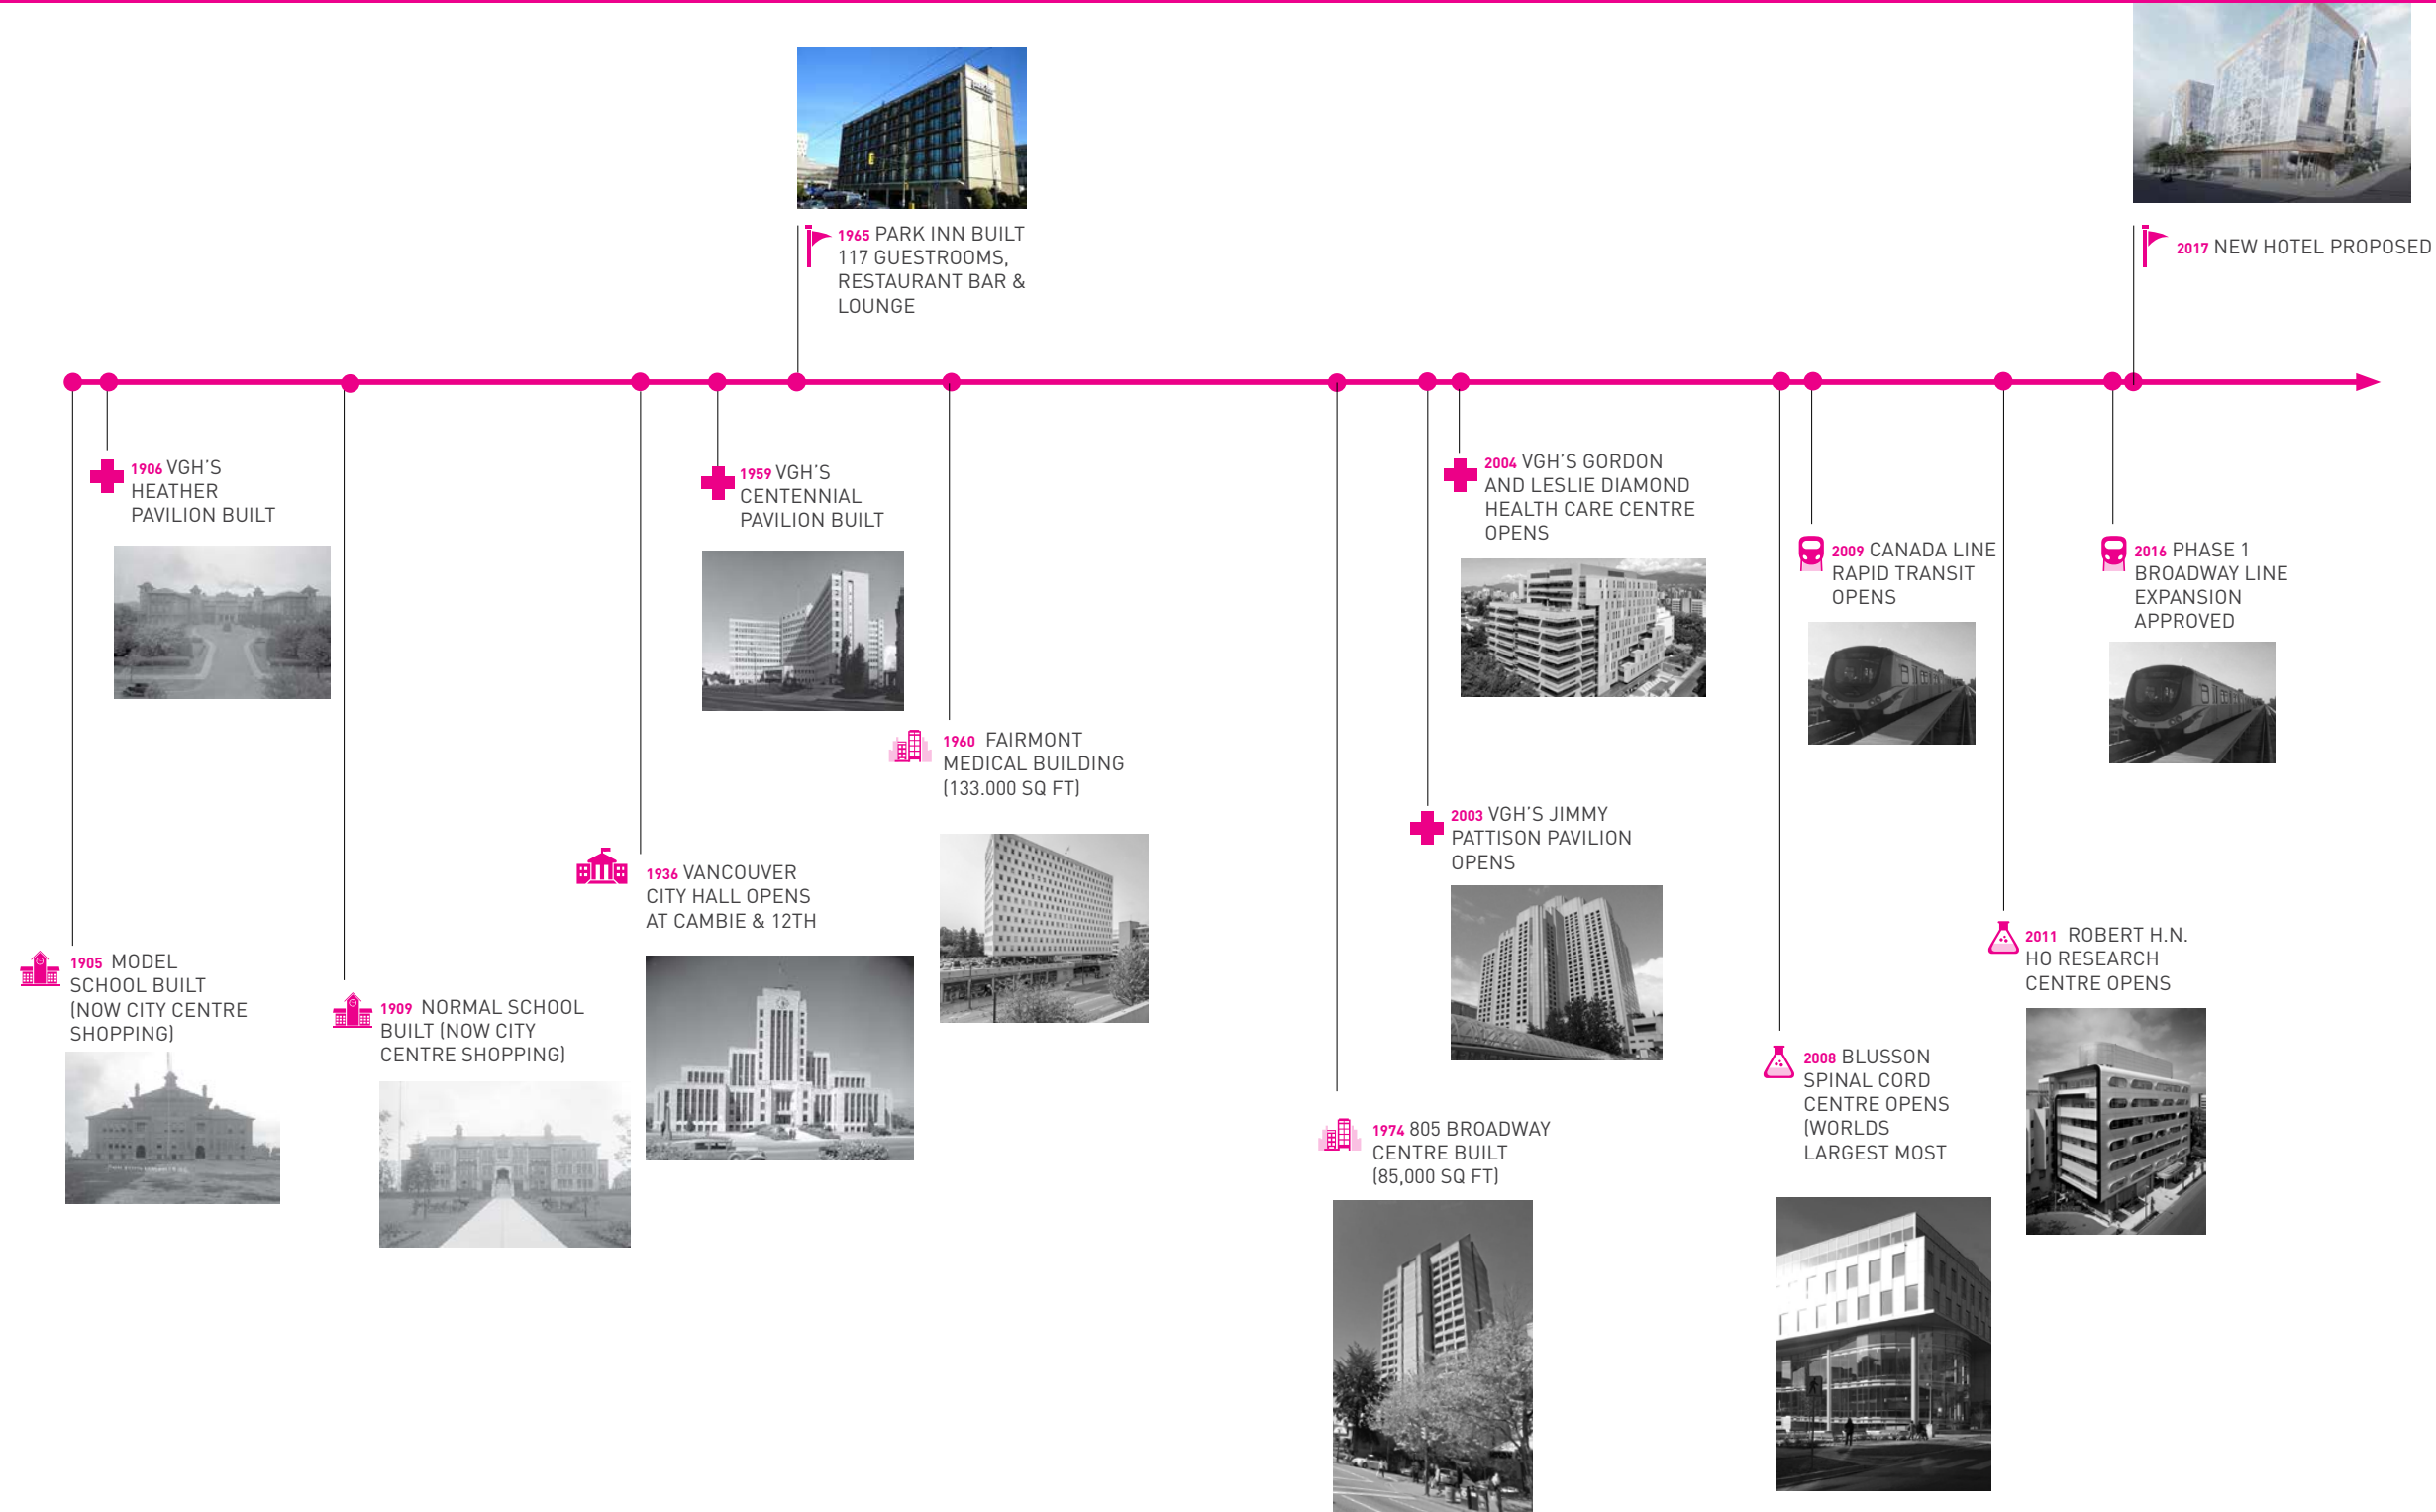 1965 PARK INN BUILT
117 GUESTROOMS,
RESTAURANT BAR &
LOUNGE
2017 NEW HOTEL PROPOSED
1905 MODEL
SCHOOL BUILT
(NOW CITY CENTRE
SHOPPING)
1906 VGH'S
HEATHER
PAVILION BUILT
1909 NORMAL SCHOOL
BUILT (NOW CITY
CENTRE SHOPPING)
1936 VANCOUVER
CITY HALL OPENS
AT CAMBIE & 12TH
1959 VGH'S
CENTENNIAL
PAVILION BUILT
1960 FAIRMONT
MEDICAL BUILDING
(133.000 SQ FT)
1974 805 BROADWAY
CENTRE BUILT
(85,000 SQ FT)
2003 VGH'S JIMMY
PATTISON PAVILION
OPENS
2004 VGH'S GORDON
AND LESLIE DIAMOND
HEALTH CARE CENTRE
OPENS
2008 BLUSSON
SPINAL CORD
CENTRE OPENS
(WORLDS
LARGEST MOST
2009 CANADA LINE
RAPID TRANSIT
OPENS
2011 ROBERT H.N.
HO RESEARCH
CENTRE OPENS
2016 PHASE 1
BROADWAY LINE
EXPANSION
APPROVED